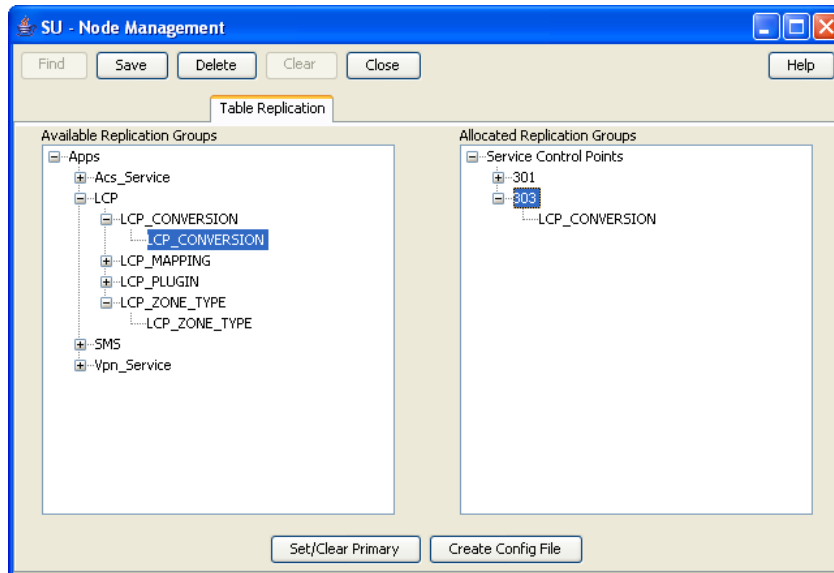 SU - Node Management
Find Save Delete Clear Close Help
Table Replication
Available Replication Groups
Apps
Acs_Service
LCP
LCP_CONVERSION
LCP_CONVERSION
LCP_MAPPING
LCP_PLUGIN
LCP_ZONE_TYPE
LCP_ZONE_TYPE
SMS
Vpn_Service
Allocated Replication Groups
Service Control Points
301
303
LCP_CONVERSION
Set/Clear Primary Create Config File